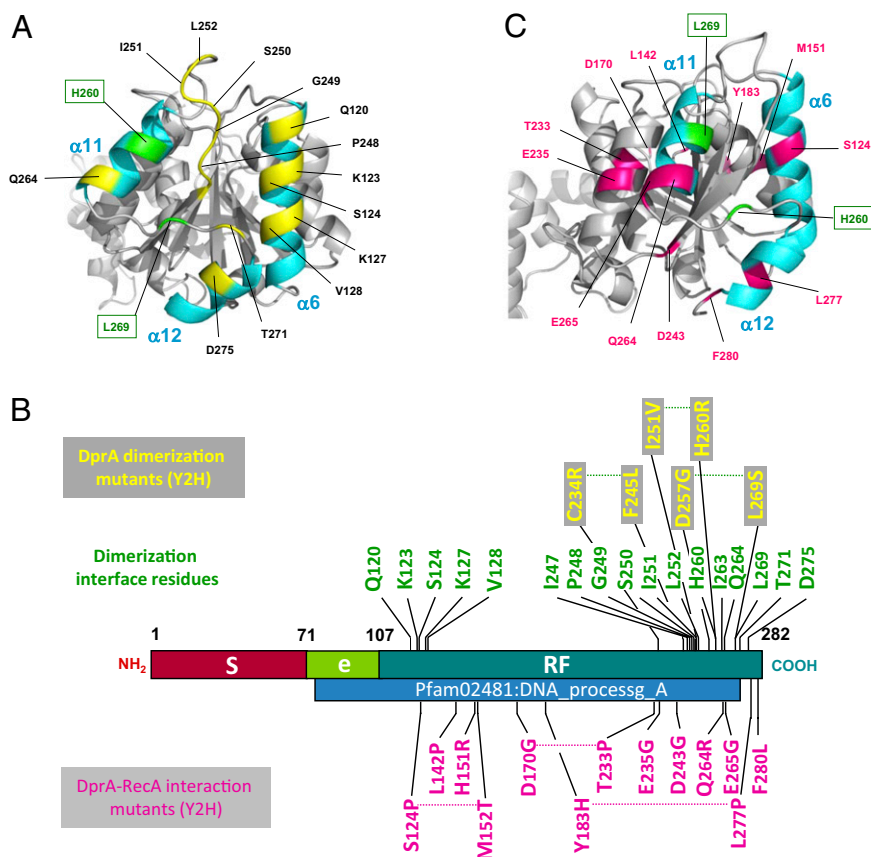 A
L252
I251
S250
G249
H260
Q120
α11
P248
K123
Q264
S124
K127
V128
L269
α12
α6
T271
D275
C
L269
M151
L142
D170
α11
Y183
α6
T233
S124
E235
H260
L277
E265
α12
Q264
D243
F280
B
DprA dimerization
mutants (Y2H)
C234R
F245L
I251V
D257G
H260R
L269S
Dimerization
interface residues
Q120
K123
S124
K127
V128
I247
P248
G249
S250
I251
L252
H260
I263
Q264
L269
T271
D275
1
71
107
282
NH2
S
e
RF
COOH
Pfam02481:DNA_processg_A
DprA-RecA interaction
mutants (Y2H)
S124P
L142P
H151R
M152T
D170G
Y183H
T233P
E235G
D243G
Q264R
E265G
L277P
F280L